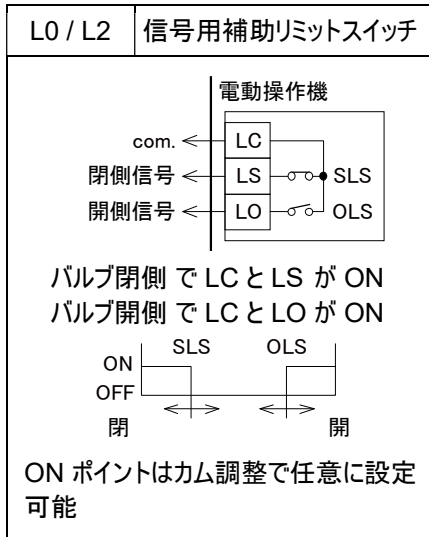 L0 / L2 信号用補助リミットスイッチ
電動操作機
com. LC
閉側信号 LS SLS
開側信号 LO OLS
バルブ閉側 で LC と LS が ON
バルブ開側 で LC と LO が ON
SLS OLS
ON
OFF
閉 開
ON ポイントはカム調整で任意に設定
可能